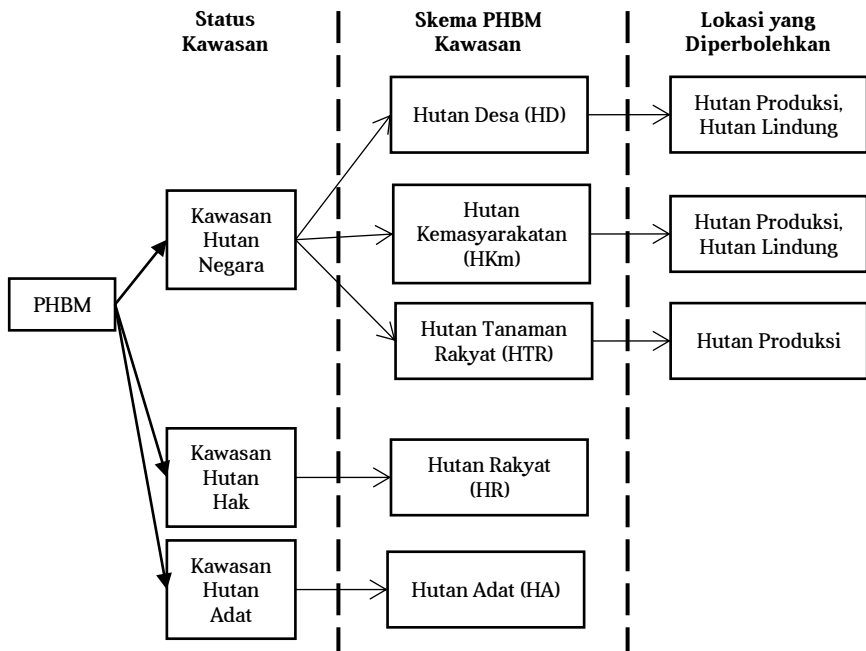 Status
Kawasan
Skema PHBM
Kawasan
Lokasi yang
Diperbolehkan
Hutan Desa (HD)
Hutan Produksi,
Hutan Lindung
Kawasan
Hutan
Negara
Hutan
Kemasyarakatan
(HKm)
Hutan Produksi,
Hutan Lindung
PHBM
Hutan Tanaman
Rakyat (HTR)
Hutan Produksi
Kawasan
Hutan
Hak
Hutan Rakyat
(HR)
Kawasan
Hutan
Adat
Hutan Adat (HA)